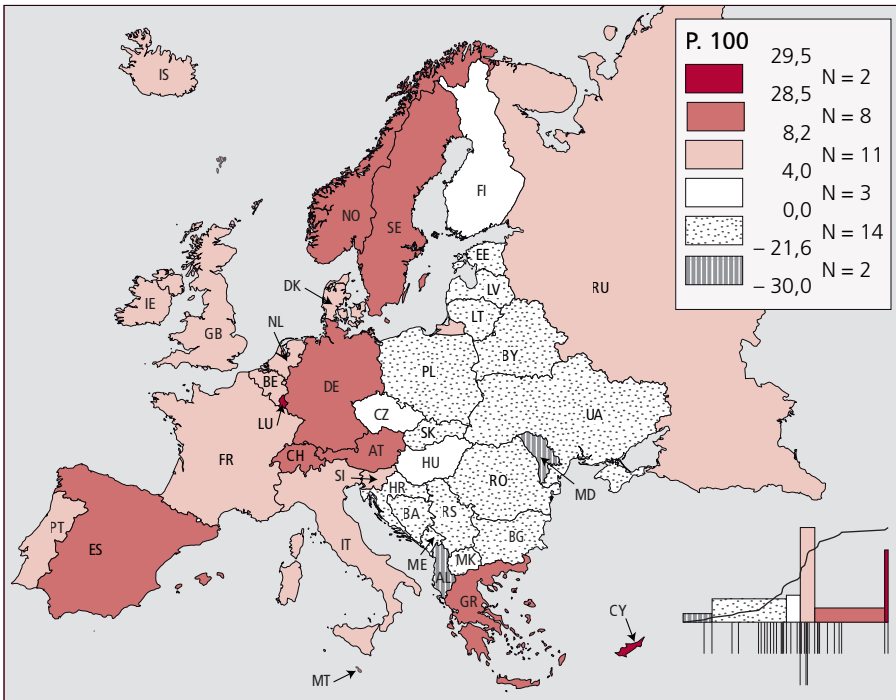 P. 100
29,5
N = 2
28,5
N = 8
8,2
N = 11
4,0
N = 3
0,0
N = 14
– 21,6
N = 2
– 30,0
IS
FI
NO
SE
EE
RU
DK
LV
IE
LT
GB
NL
BY
BE
DE
PL
LU
CZ
UA
SK
FR
CH
AT
HU
SI
HR
RO
MD
PT
BA
RS
ES
IT
BG
ME
MK
AL
GR
CY
MT